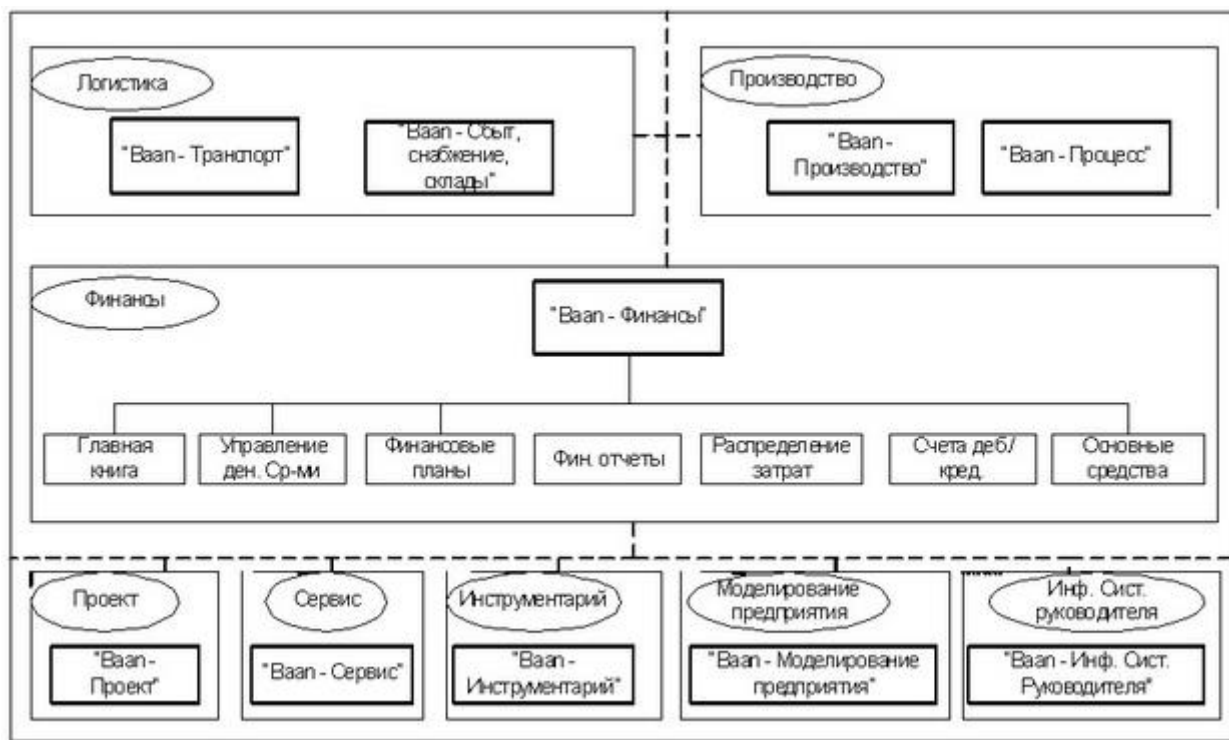 Логистика
"Baan - Транспорт"
"Baan - Сбыт,
снабжение,
склады"
Производство
"Baan -
Производство"
"Baan - Процесс"
Финансы
"Baan - Финансы"
Главная
книга
Управление
ден. Ср-ми
Финансовые
планы
Фин. отчеты
Распределение
затрат
Счета деб/
кред.
Основные
средства
Проект
"Baan -
Проект"
Сервис
"Baan - Сервис"
Инструментарий
"Baan -
Инструментарий"
Моделирование
предприятия
"Baan - Моделирование
предприятия"
Инф. Сист.
руководителя
"Baan - Инф. Сист.
Руководителя"